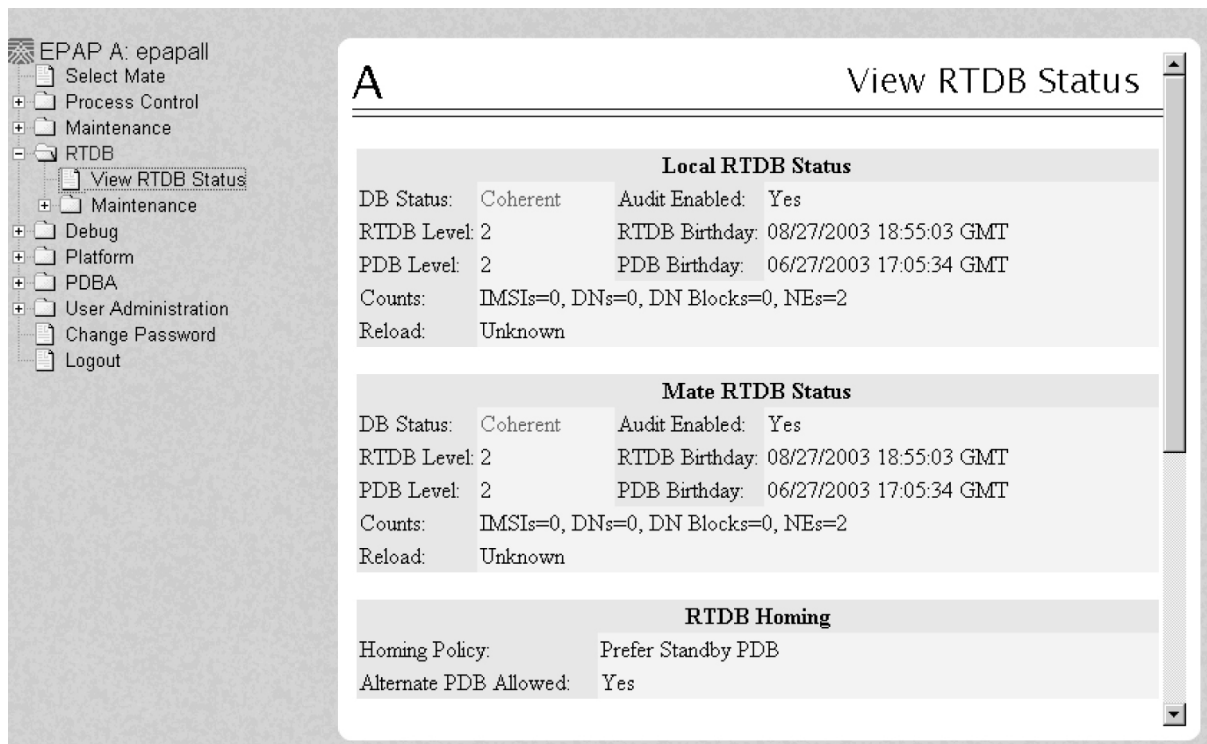 EPAP A: epapall
Select Mate
Process Control
Maintenance
RTDB
View RTDB Status
Maintenance
Debug
Platform
PDBA
User Administration
Change Password
Logout
A
View RTDB Status
Local RTDB Status
DB Status: Coherent Audit Enabled: Yes
RTDB Level: 2 RTDB Birthday: 08/27/2003 18:55:03 GMT
PDB Level: 2 PDB Birthday: 06/27/2003 17:05:34 GMT
Counts: IMSIs=0, DNs=0, DN Blocks=0, NEs=2
Reload: Unknown
Mate RTDB Status
DB Status: Coherent Audit Enabled: Yes
RTDB Level: 2 RTDB Birthday: 08/27/2003 18:55:03 GMT
PDB Level: 2 PDB Birthday: 06/27/2003 17:05:34 GMT
Counts: IMSIs=0, DNs=0, DN Blocks=0, NEs=2
Reload: Unknown
RTDB Homing
Homing Policy: Prefer Standby PDB
Alternate PDB Allowed: Yes